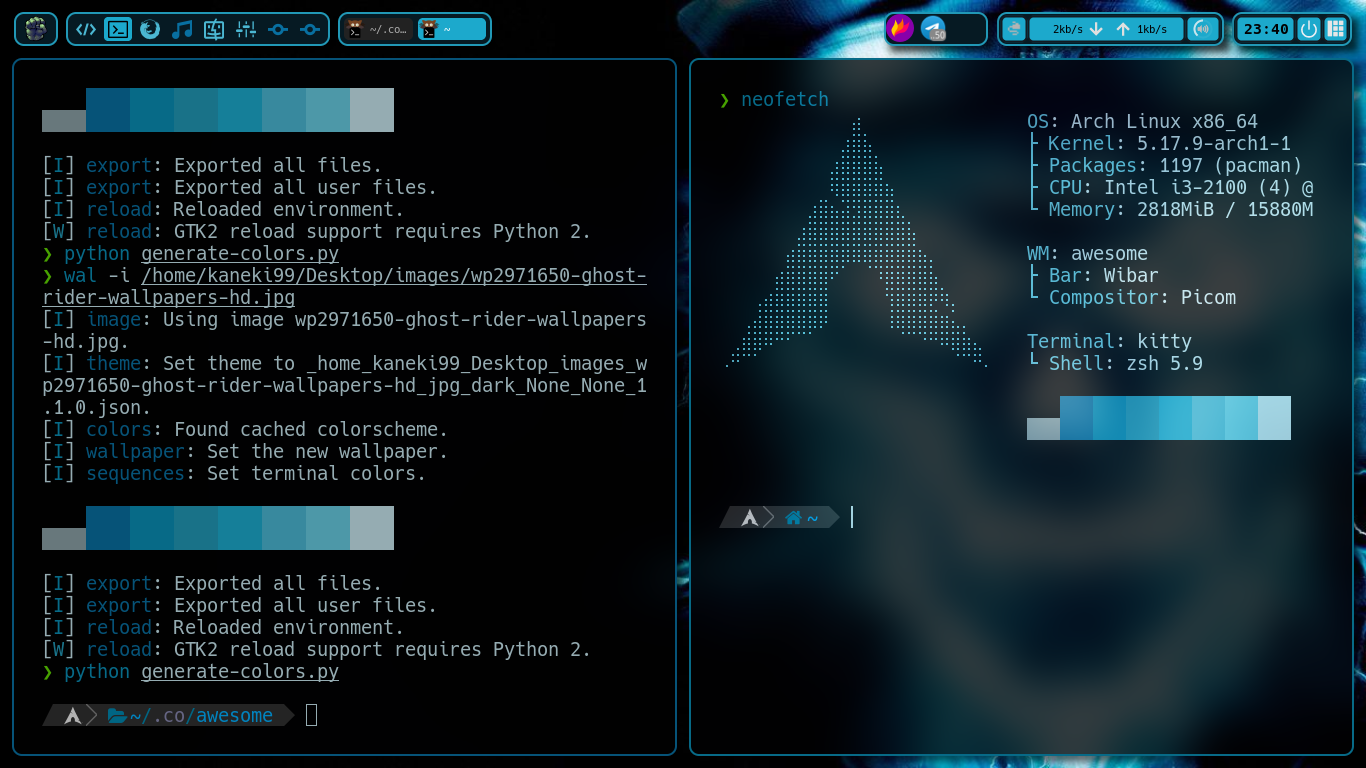 ~/.co…
~
50
2kb/s
1kb/s
23:40
[I] export: Exported all files.
[I] export: Exported all user files.
[I] reload: Reloaded environment.
[W] reload: GTK2 reload support requires Python 2.
❯ python generate-colors.py
❯ wal -i /home/kaneki99/Desktop/images/wp2971650-ghost-
rider-wallpapers-hd.jpg
[I] image: Using image wp2971650-ghost-rider-wallpapers
-hd.jpg.
[I] theme: Set theme to _home_kaneki99_Desktop_images_w
p2971650-ghost-rider-wallpapers-hd_jpg_dark_None_None_1
.1.0.json.
[I] colors: Found cached colorscheme.
[I] wallpaper: Set the new wallpaper.
[I] sequences: Set terminal colors.
[I] export: Exported all files.
[I] export: Exported all user files.
[I] reload: Reloaded environment.
[W] reload: GTK2 reload support requires Python 2.
❯ python generate-colors.py
~/.co/awesome
❯ neofetch
OS: Arch Linux x86_64
├ Kernel: 5.17.9-arch1-1
├ Packages: 1197 (pacman)
├ CPU: Intel i3-2100 (4) @
└ Memory: 2818MiB / 15880M
WM: awesome
├ Bar: Wibar
└ Compositor: Picom
Terminal: kitty
└ Shell: zsh 5.9
~